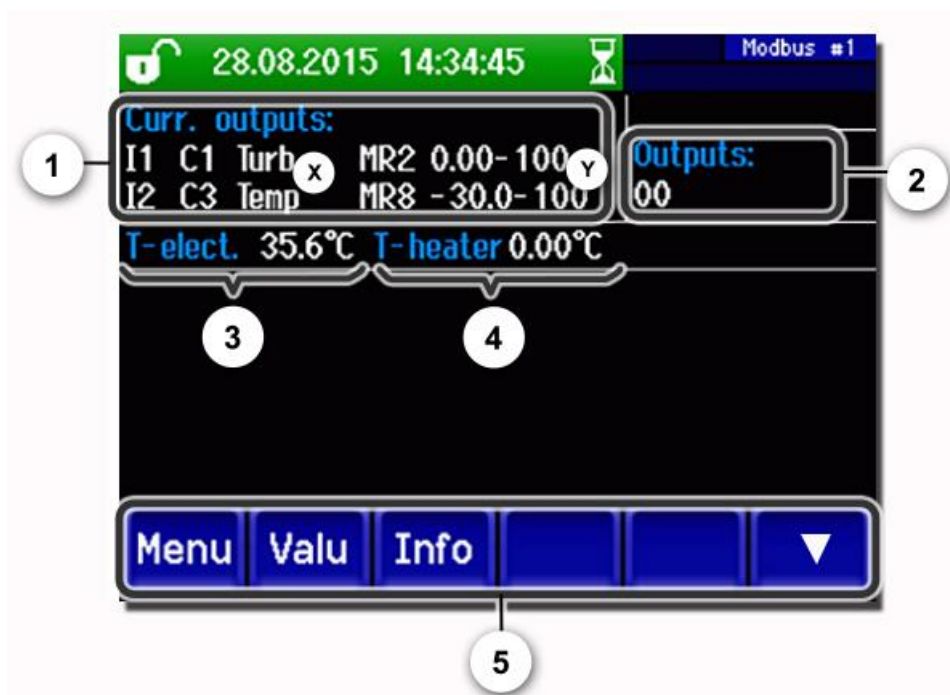 28.08.2015 14:34:45
Modbus #1
Curr. outputs:
I1 C1 Turb X MR2 0.00-100 Y
I2 C3 Temp MR8 -30.0-100
Outputs:
00
T-elect. 35.6°C T-heater 0.00°C
1
2
3
4
Menu Valu Info ▼
5